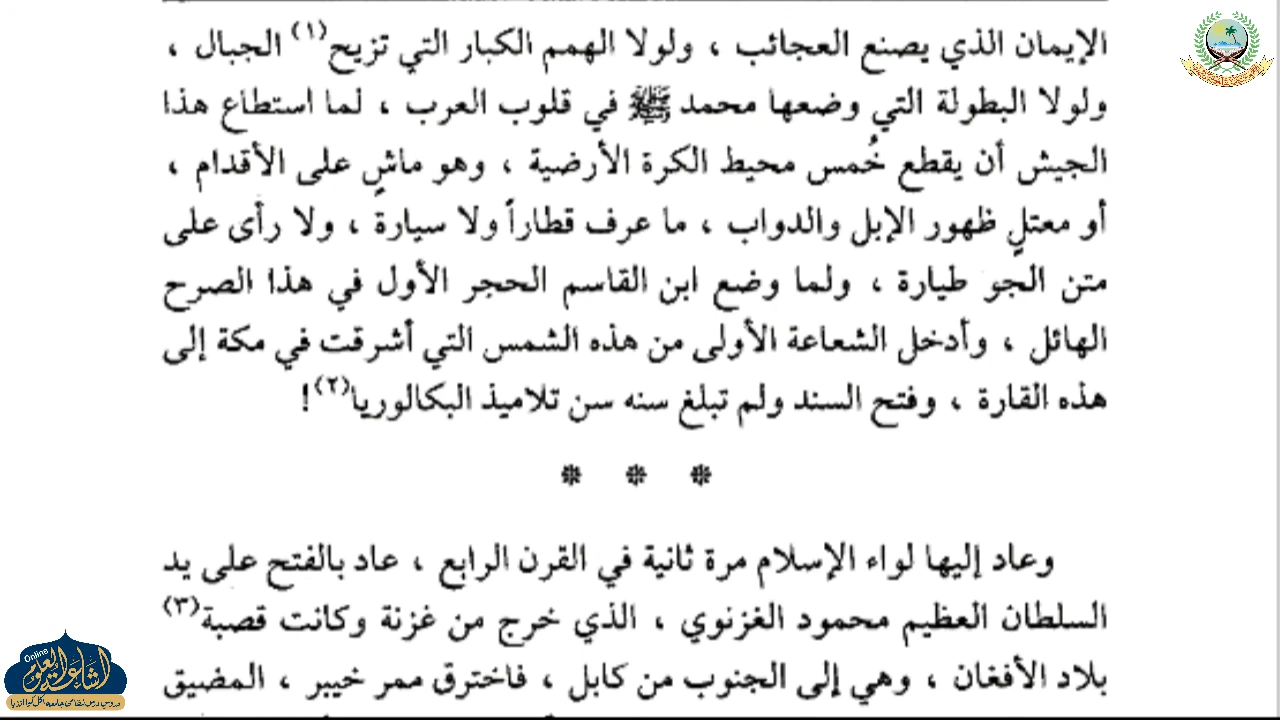 الإيمان الذي يصنع العجائب ، ولولا الهمم الكبار التي تزيح(١) الجبال ،
ولولا البطولة التي وضعها محمد ﷺ في قلوب العرب ، لما استطاع هذا
الجيش أن يقطع خُمس محيط الكرة الأرضية ، وهو ماشٍ على الأقدام ،
أو معتلٍ ظهور الإبل والدواب ، ما عرف قطاراً ولا سيارة ، ولا رأى على
متن الجو طيارة ، ولما وضع ابن القاسم الحجر الأول في هذا الصرح
الهائل ، وأدخل الشعاعة الأولى من هذه الشمس التي أشرقت في مكة إلى
هذه القارة ، وفتح السند ولم تبلغ سنه سن تلاميذ البكالوريا(٢)!
* * *
وعاد إليها لواء الإسلام مرة ثانية في القرن الرابع ، عاد بالفتح على يد
السلطان العظيم محمود الغزنوي ، الذي خرج من غزنة وكانت قصبة(٣)
بلاد الأفغان ، وهي إلى الجنوب من كابل ، فاخترق ممر خيبر ، المضيق
Online